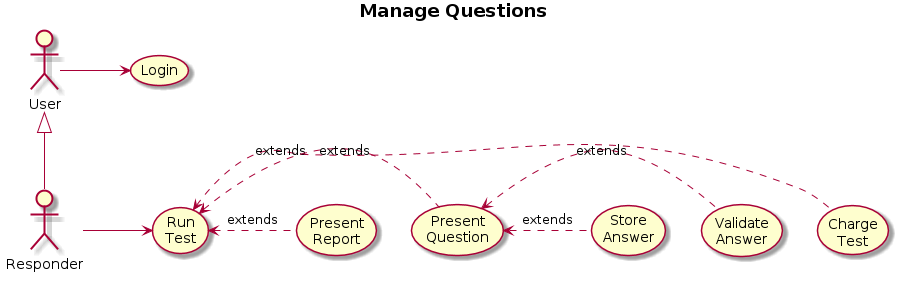 Manage Questions
User
Login
extends
extends
extends
Responder
Run
Test
extends
Present
Report
Present
Question
extends
Store
Answer
Validate
Answer
Charge
Test